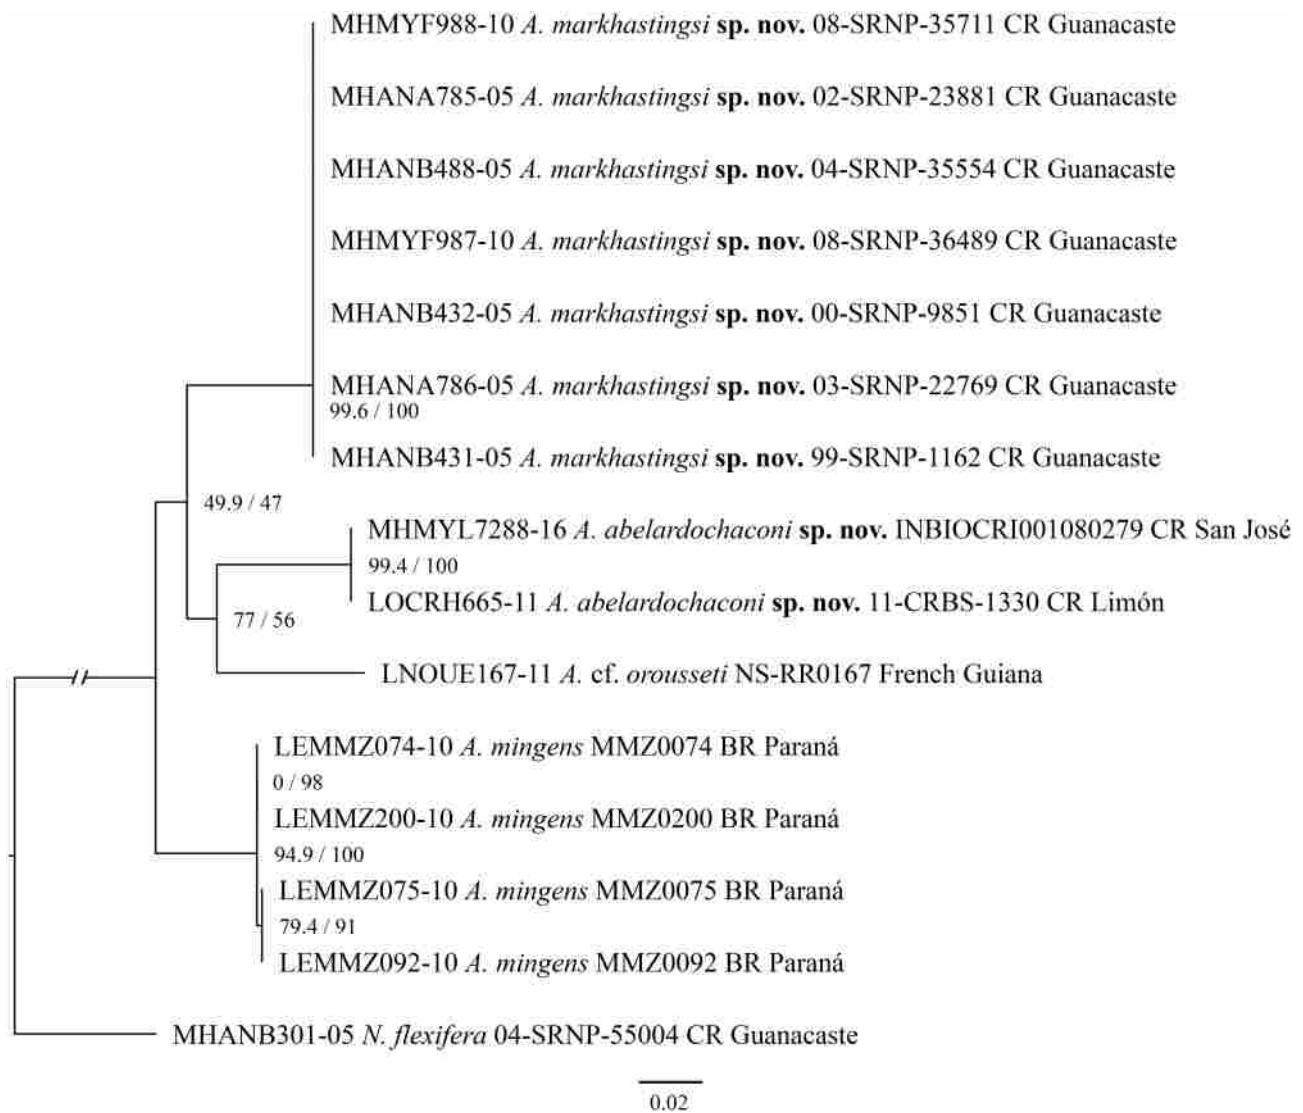 MHMYF988-10 A. markhastingsi sp. nov. 08-SRNP-35711 CR Guanacaste
MHANA785-05 A. markhastingsi sp. nov. 02-SRNP-23881 CR Guanacaste
MHANB488-05 A. markhastingsi sp. nov. 04-SRNP-35554 CR Guanacaste
MHMYF987-10 A. markhastingsi sp. nov. 08-SRNP-36489 CR Guanacaste
MHANB432-05 A. markhastingsi sp. nov. 00-SRNP-9851 CR Guanacaste
MHANA786-05 A. markhastingsi sp. nov. 03-SRNP-22769 CR Guanacaste
99.6 / 100
MHANB431-05 A. markhastingsi sp. nov. 99-SRNP-1162 CR Guanacaste
49.9 / 47
MHMYL7288-16 A. abelardochaconi sp. nov. INBIOCRI001080279 CR San José
99.4 / 100
LOCRH665-11 A. abelardochaconi sp. nov. 11-CRBS-1330 CR Limón
77 / 56
LNOUE167-11 A. cf. orousseti NS-RR0167 French Guiana
LEMMZ074-10 A. mingens MMZ0074 BR Paraná
0 / 98
LEMMZ200-10 A. mingens MMZ0200 BR Paraná
94.9 / 100
LEMMZ075-10 A. mingens MMZ0075 BR Paraná
79.4 / 91
LEMMZ092-10 A. mingens MMZ0092 BR Paraná
MHANB301-05 N. flexifera 04-SRNP-55004 CR Guanacaste
0.02